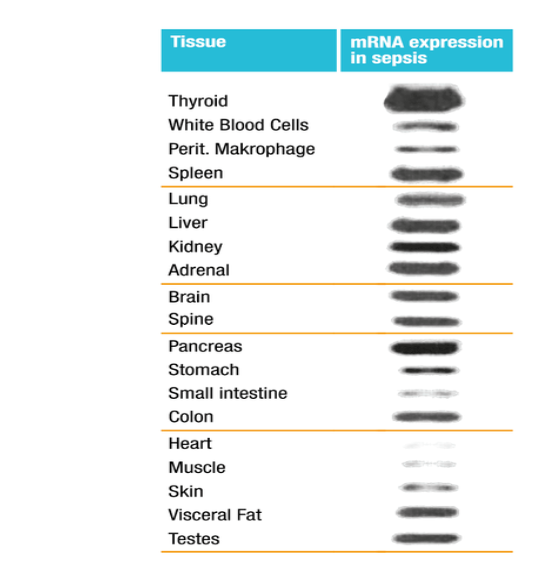 Tissue
mRNA expression
in sepsis
Thyroid
White Blood Cells
Perit. Makrophage
Spleen
Lung
Liver
Kidney
Adrenal
Brain
Spine
Pancreas
Stomach
Small intestine
Colon
Heart
Muscle
Skin
Visceral Fat
Testes